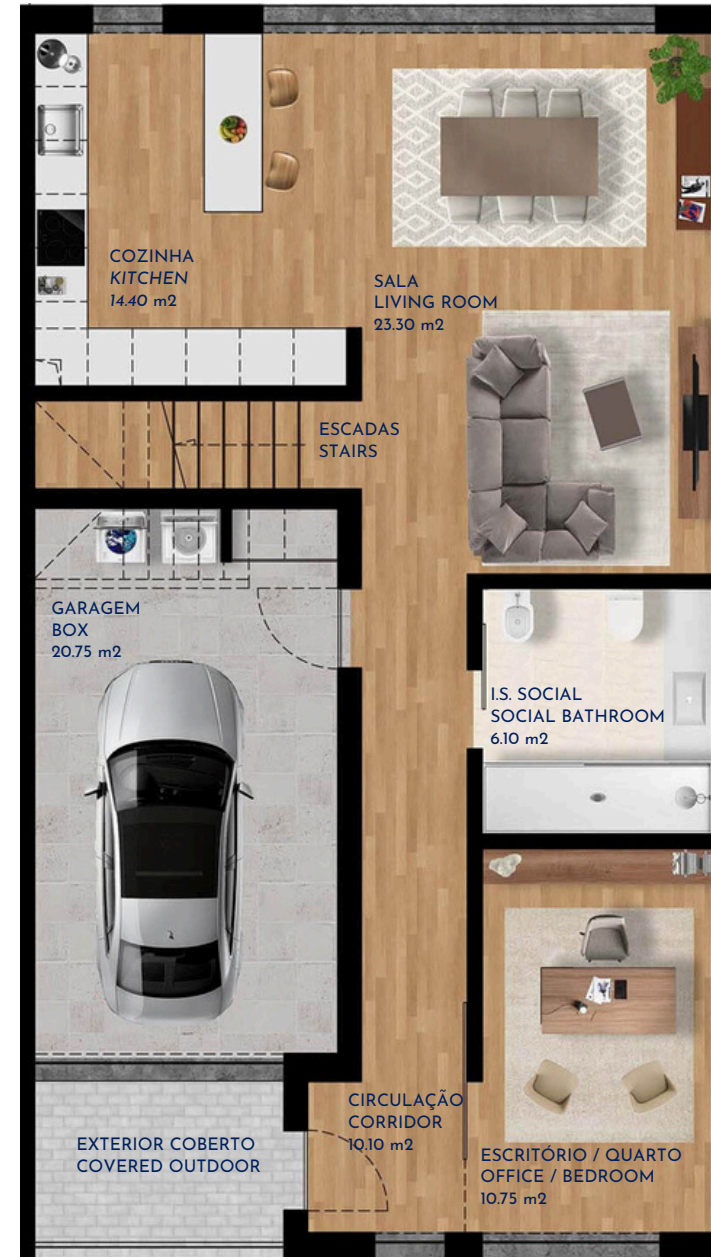 COZINHA
KITCHEN
14.40 m2
SALA
LIVING ROOM
23.30 m2
ESCADAS
STAIRS
GARAGEM
BOX
20.75 m2
I.S. SOCIAL
SOCIAL BATHROOM
6.10 m2
CIRCULAÇÃO
CORRIDOR
10.10 m2
EXTERIOR COBERTO
COVERED OUTDOOR
ESCRITÓRIO / QUARTO
OFFICE / BEDROOM
10.75 m2